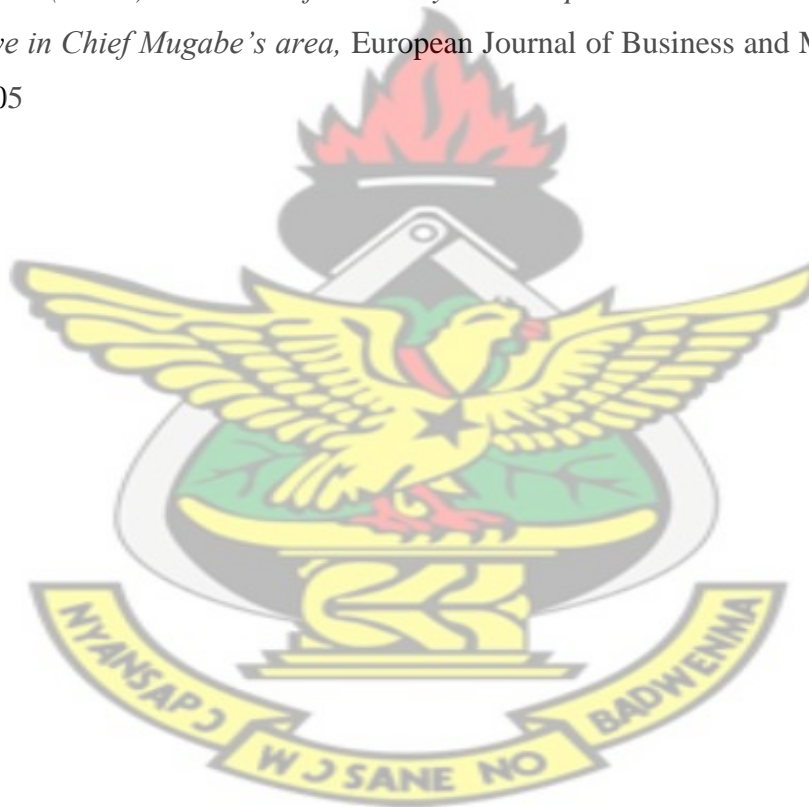 ve in Chief Mugabe's area, European Journal of Business and M
05
NYANSAPƆ WƆSANE NO BADWENMA